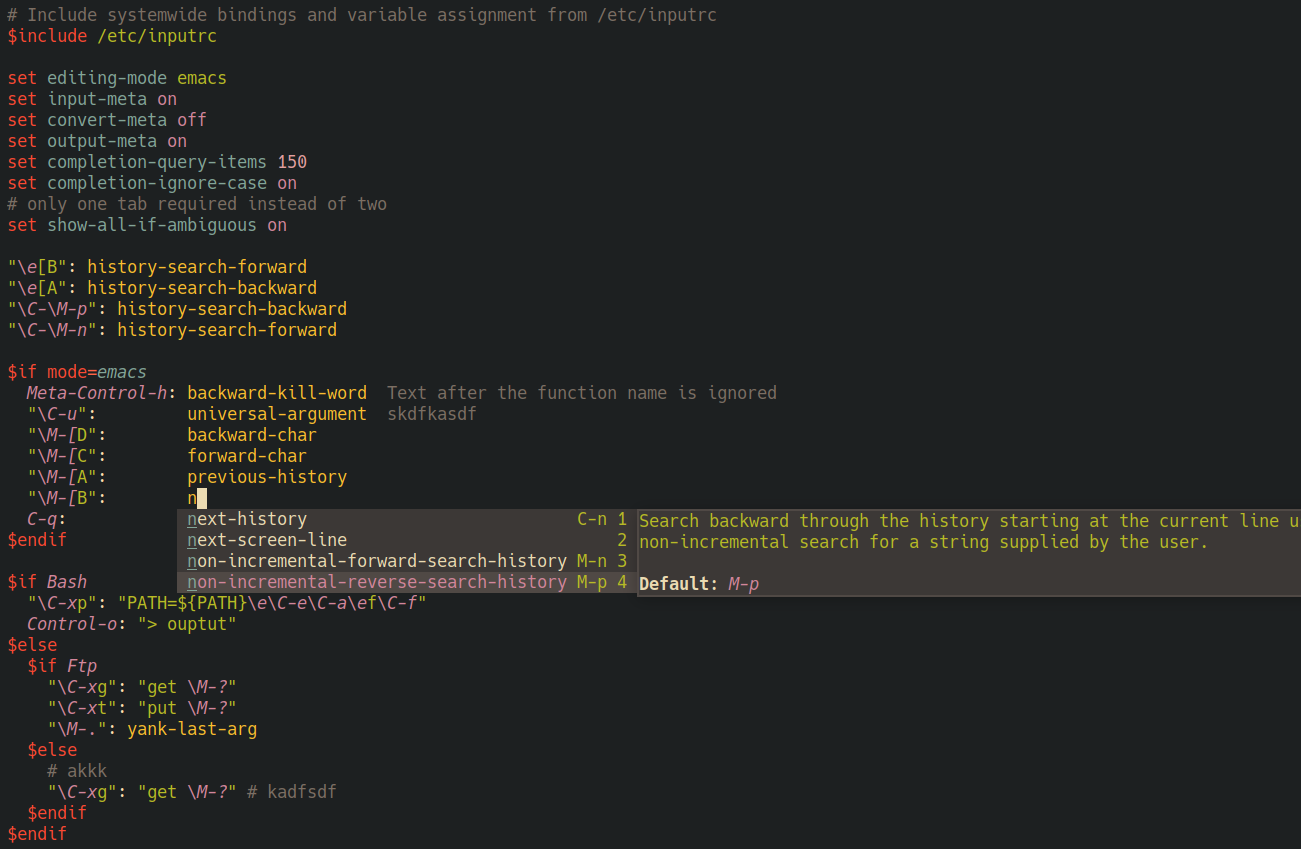 # Include systemwide bindings and variable assignment from /etc/inputrc
$include /etc/inputrc

set editing-mode emacs
set input-meta on
set convert-meta off
set output-meta on
set completion-query-items 150
set completion-ignore-case on
# only one tab required instead of two
set show-all-if-ambiguous on

"\e[B": history-search-forward
"\e[A": history-search-backward
"\C-\M-p": history-search-backward
"\C-\M-n": history-search-forward

$if mode=emacs
  Meta-Control-h: backward-kill-word  Text after the function name is ignored
  "\C-u":         universal-argument  skdfkasdf
  "\M-[D":        backward-char
  "\M-[C":        forward-char
  "\M-[A":        previous-history
  "\M-[B":        n
  C-q:
next-history C-n 1
next-screen-line 2
non-incremental-forward-search-history M-n 3
non-incremental-reverse-search-history M-p 4
Search backward through the history starting at the current line u
non-incremental search for a string supplied by the user.
Default: M-p
$endif

$if Bash
  "\C-xp": "PATH=${PATH}\e\C-e\C-a\ef\C-f"
  Control-o: "> ouptut"
$else
  $if Ftp
    "\C-xg": "get \M-?"
    "\C-xt": "put \M-?"
    "\M-.": yank-last-arg
  $else
    # akkk
    "\C-xg": "get \M-?" # kadfsdf
  $endif
$endif